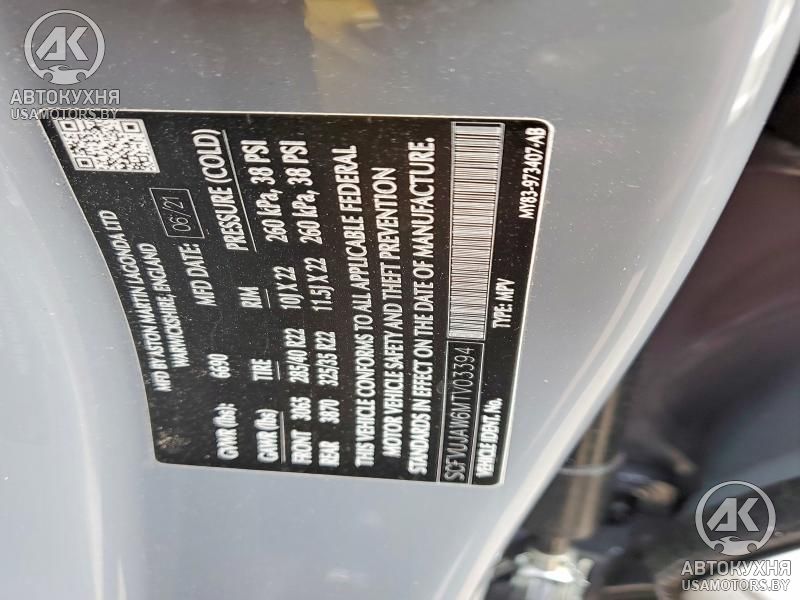 MFD BY ASTON MARTIN LAGONDA LTD
WARWICKSHIRE, ENGLAND
MFD DATE: 06/21
GVWR (lbs): 6690
GAWR (lbs): TIRE RIM PRESSURE (COLD)
FRONT 3065 285/40 R22 10J X 22 260 kPa, 38 PSI
REAR 3870 325/35 R22 11.5J X 22 260 kPa, 38 PSI
THIS VEHICLE CONFORMS TO ALL APPLICABLE FEDERAL
MOTOR VEHICLE SAFETY AND THEFT PREVENTION
STANDARDS IN EFFECT ON THE DATE OF MANUFACTURE.
SCFVUJAW6MTV03394
VEHICLE IDENT. No. TYPE: MPV MY83-973407-AB
АК
АВТОКУХНЯ
USAMOTORS.BY
АК
АВТОКУХНЯ
USAMOTORS.BY